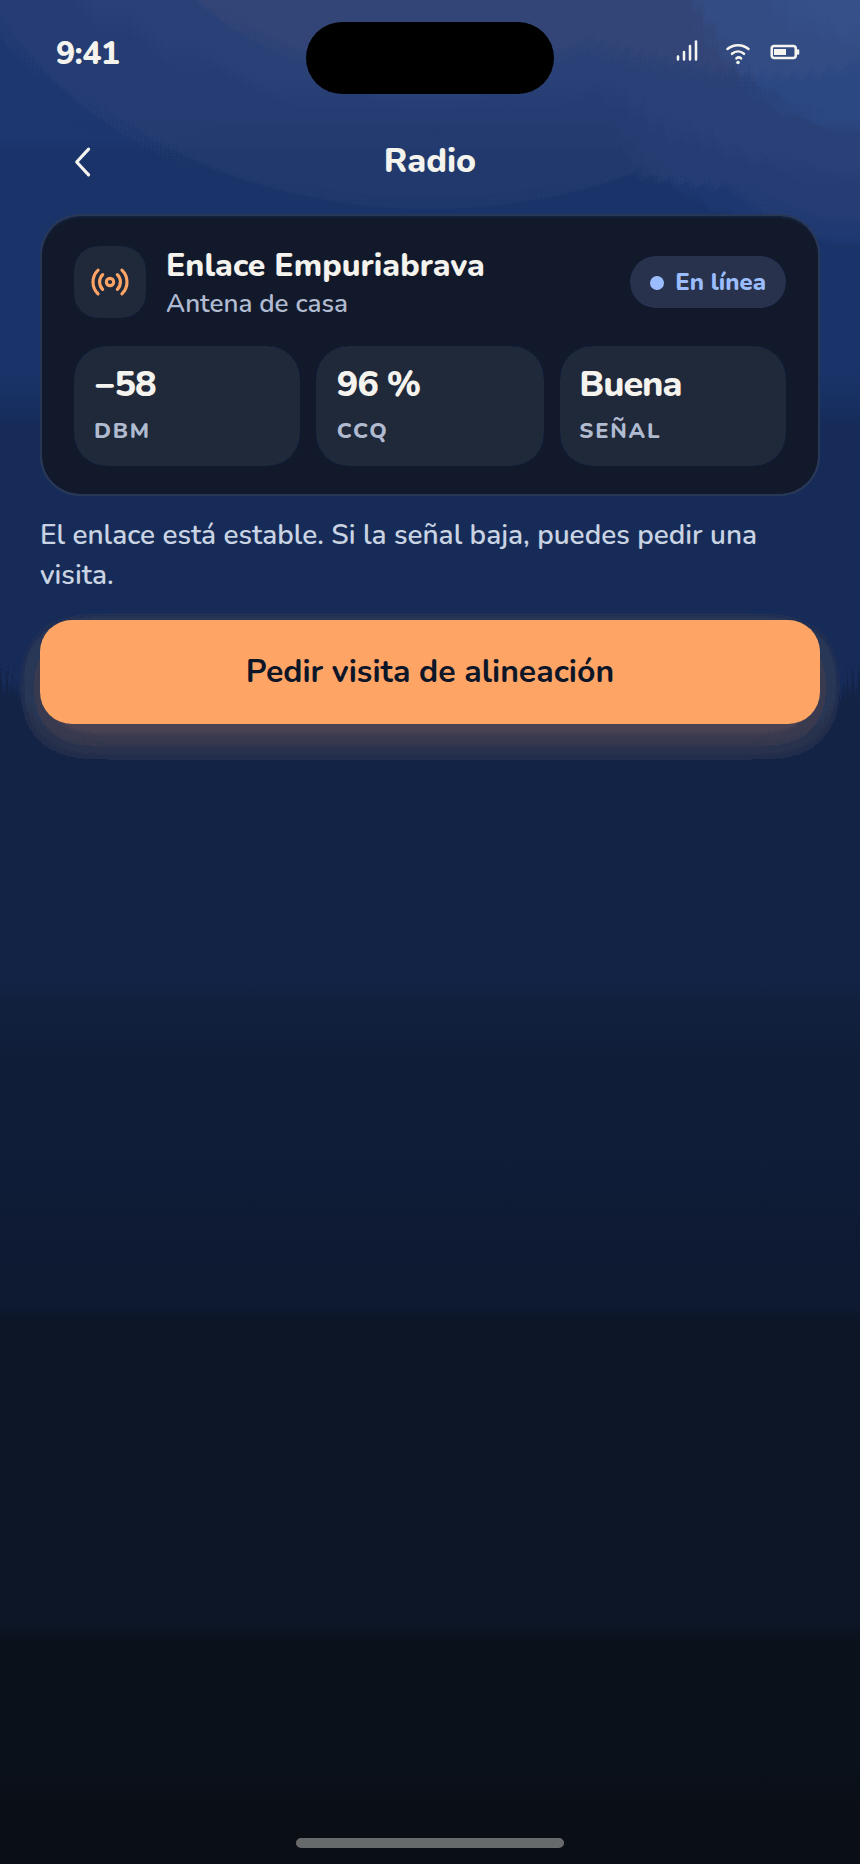 9:41
Radio
Enlace Empuriabrava
Antena de casa
En línea
–58
DBM
96 %
CCQ
Buena
SEÑAL
El enlace está estable. Si la señal baja, puedes pedir una
visita.
Pedir visita de alineación